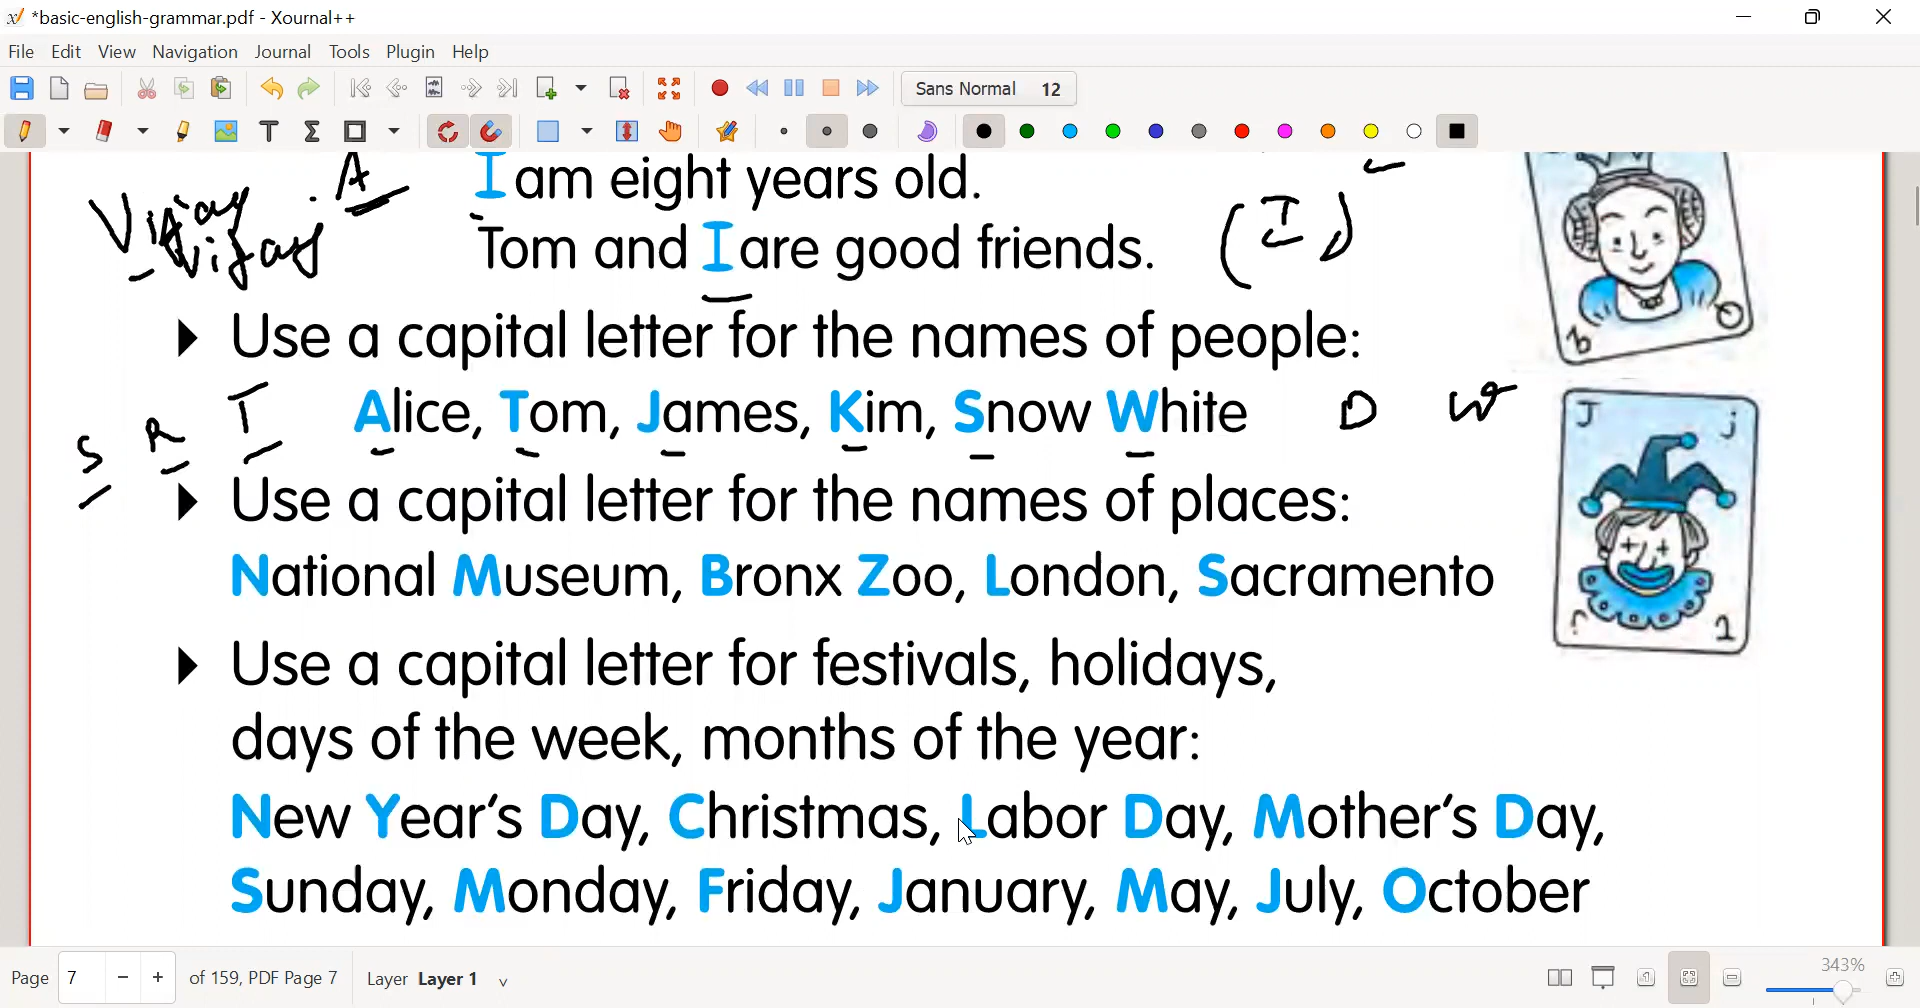 *basic-english-grammar.pdf - Xournal++
File Edit View Navigation Journal Tools Plugin Help
Sans Normal 12
I am eight years old.
A
Vijay
Vijay
Tom and I are good friends.
(I)
Use a capital letter for the names of people:
S R T
Alice, Tom, James, Kim, Snow White
D W
Q
J j
Use a capital letter for the names of places:
National Museum, Bronx Zoo, London, Sacramento
Use a capital letter for festivals, holidays,
days of the week, months of the year:
New Year's Day, Christmas, Labor Day, Mother's Day,
Sunday, Monday, Friday, January, May, July, October
Page 7 of 159, PDF Page 7 Layer Layer 1
343%